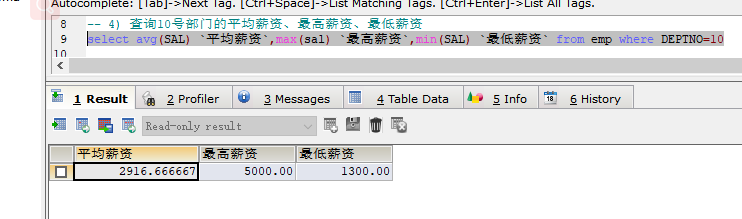 Autocomplete: [Tab]->Next Tag. [Ctrl+Space]->List Matching Tags. [Ctrl+Enter]->List All Tags.
8 -- 4) 查询10号部门的平均薪资、最高薪资、最低薪资
9 select avg(SAL) `平均薪资`,max(sal) `最高薪资`,min(SAL) `最低薪资` from emp where DEPTNO=10
10
1 Result 2 Profiler 3 Messages 4 Table Data 5 Info 18 6 History
Read-only result
平均薪资 最高薪资 最低薪资
2916.666667 5000.00 1300.00